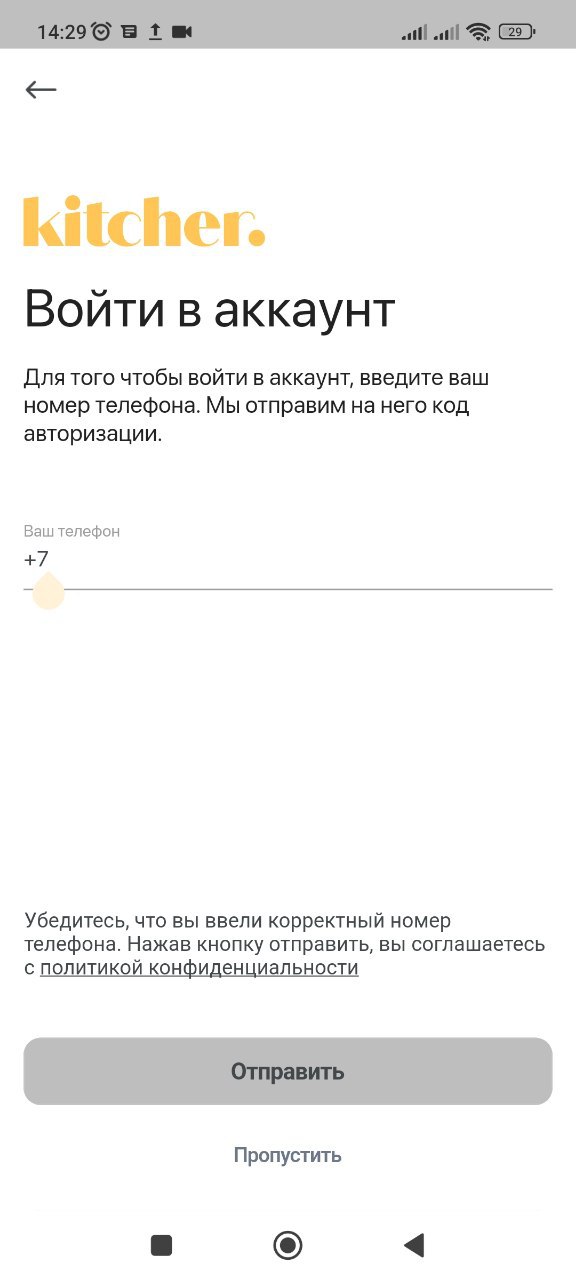 14:29
29
kitcher.
Войти в аккаунт
Для того чтобы войти в аккаунт, введите ваш
номер телефона. Мы отправим на него код
авторизации.
Ваш телефон
+7
Убедитесь, что вы ввели корректный номер
телефона. Нажав кнопку отправить, вы соглашаетесь
с политикой конфиденциальности
Отправить
Пропустить